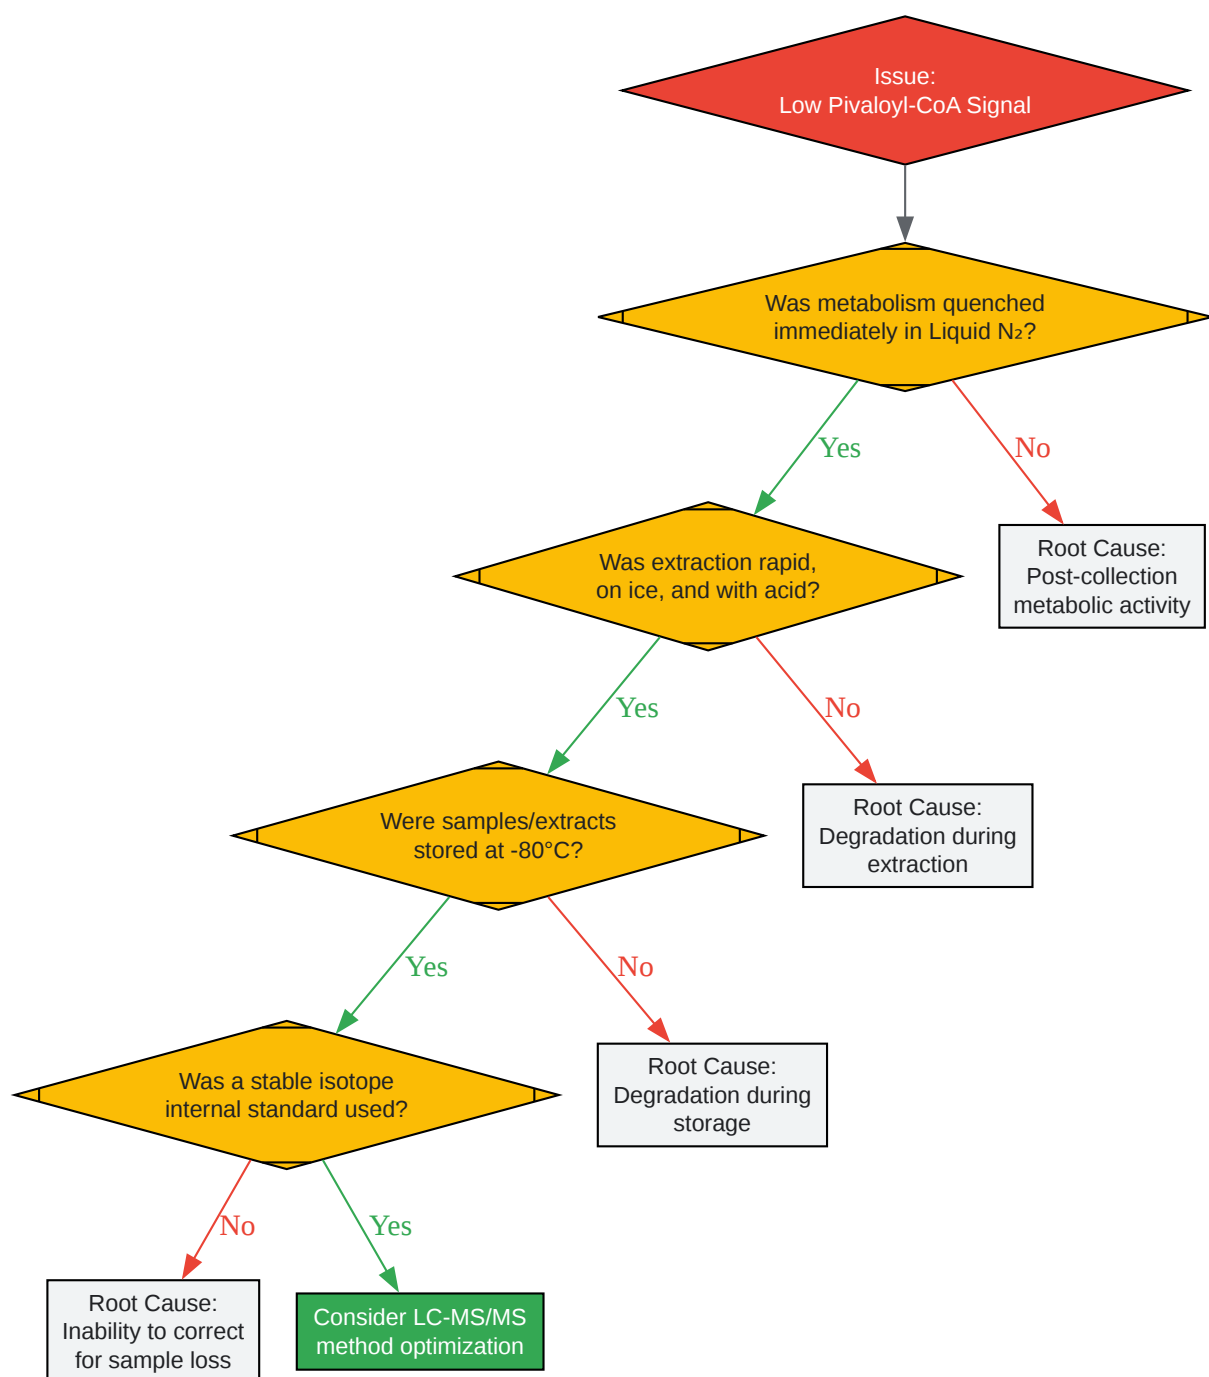 Issue:
Low Pivaloyl-CoA Signal
Was metabolism quenched
immediately in Liquid N₂?
Yes
No
Was extraction rapid,
on ice, and with acid?
Root Cause:
Post-collection
metabolic activity
Yes
No
Were samples/extracts
stored at -80°C?
Root Cause:
Degradation during
extraction
Yes
No
Was a stable isotope
internal standard used?
Root Cause:
Degradation during
storage
No
Yes
Root Cause:
Inability to correct
for sample loss
Consider LC-MS/MS
method optimization